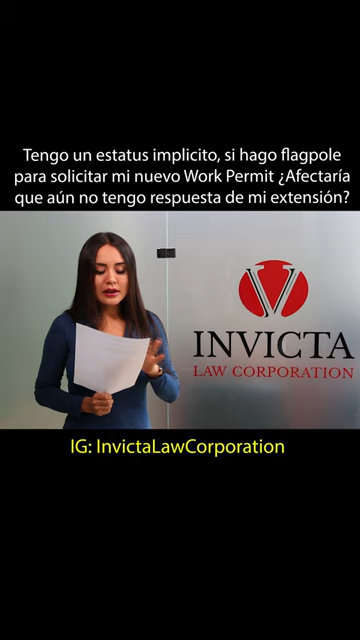 Tengo un estatus implicito, si hago flagpole
para solicitar mi nuevo Work Permit ¿Afectaría
que aún no tengo respuesta de mi extensión?
INVICTA
LAW CORPORATION
IG: InvictaLawCorporation